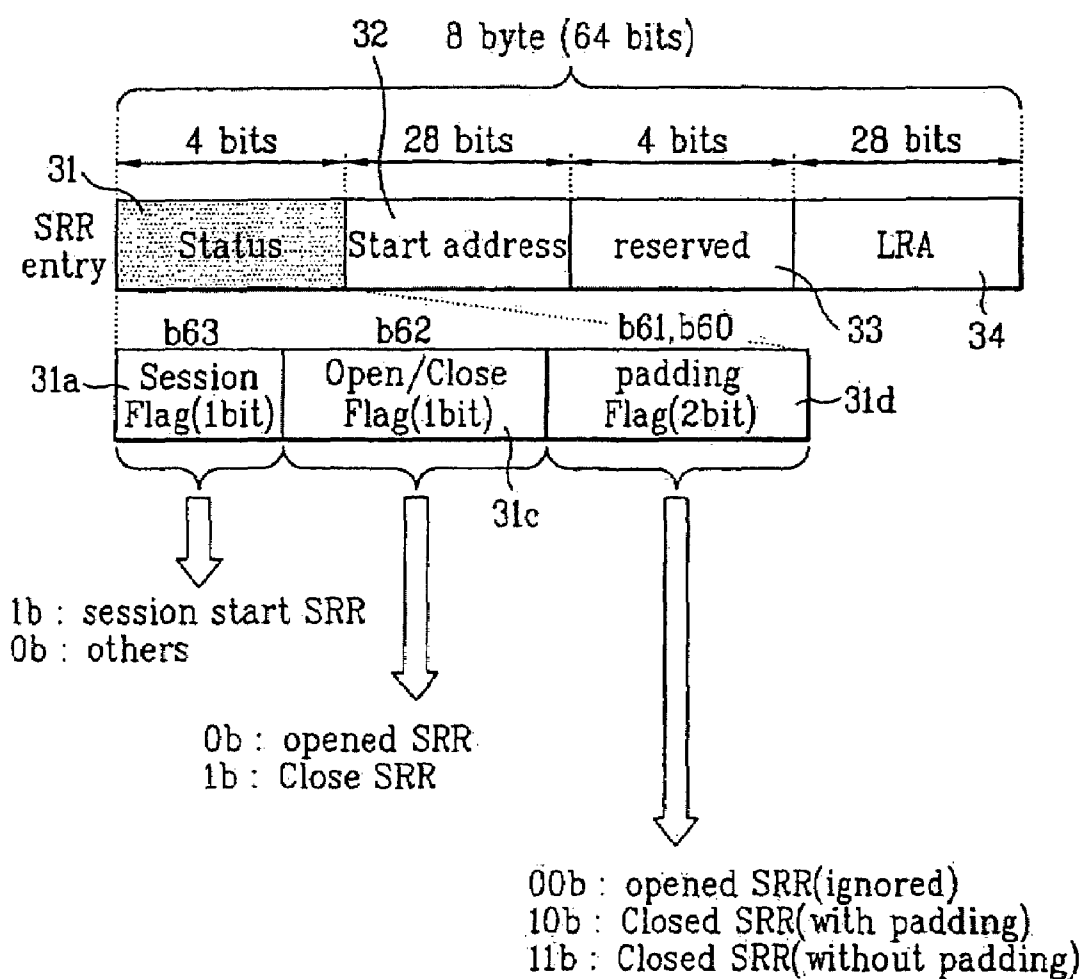 32 8 byte (64 bits)
4 bits 28 bits 4 bits 28 bits
31
SRR entry
Status Start address reserved LRA
33 34
b63 b62 b61,b60
31a Session Flag(1bit)
Open/Close Flag(1bit)
padding Flag(2bit) 31d
31c
1b : session start SRR
0b : others
0b : opened SRR
1b : Close SRR
00b : opened SRR(ignored)
10b : Closed SRR(with padding)
11b : Closed SRR(without padding)